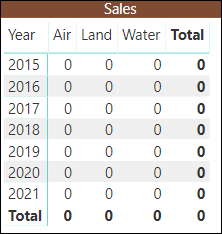 Sales
Year Air Land Water Total
2015 0 0 0 0
2016 0 0 0 0
2017 0 0 0 0
2018 0 0 0 0
2019 0 0 0 0
2020 0 0 0 0
2021 0 0 0 0
Total 0 0 0 0